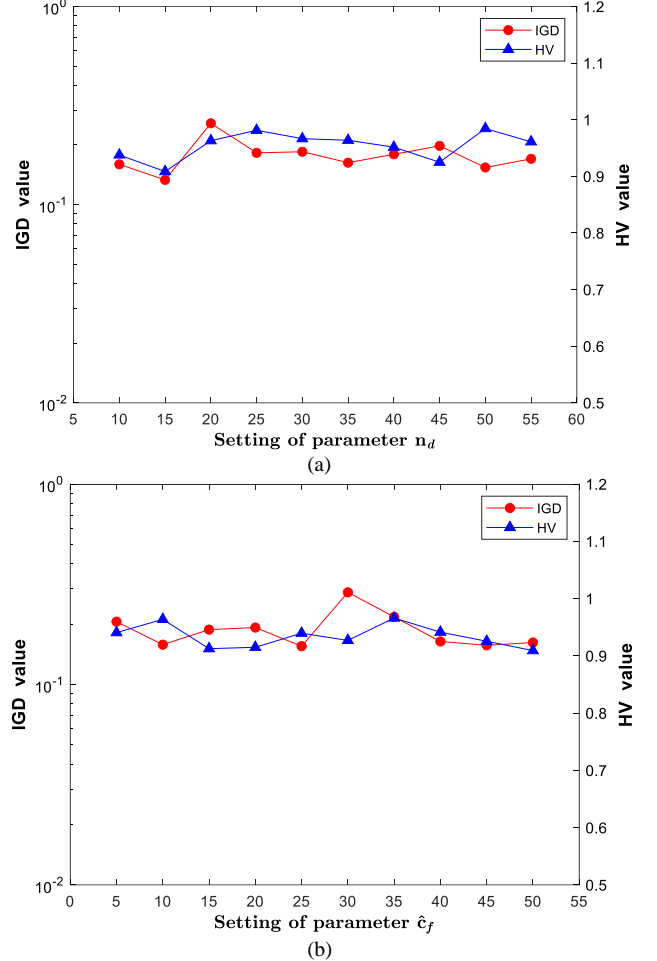 10^0
10^-1
10^-2
IGD value
1.2
1.1
1
0.9
0.8
0.7
0.6
0.5
HV value
IGD
HV
5 10 15 20 25 30 35 40 45 50 55 60
Setting of parameter n_d
(a)
10^0
10^-1
10^-2
IGD value
1.2
1.1
1
0.9
0.8
0.7
0.6
0.5
HV value
IGD
HV
0 5 10 15 20 25 30 35 40 45 50 55
Setting of parameter ĉ_f
(b)